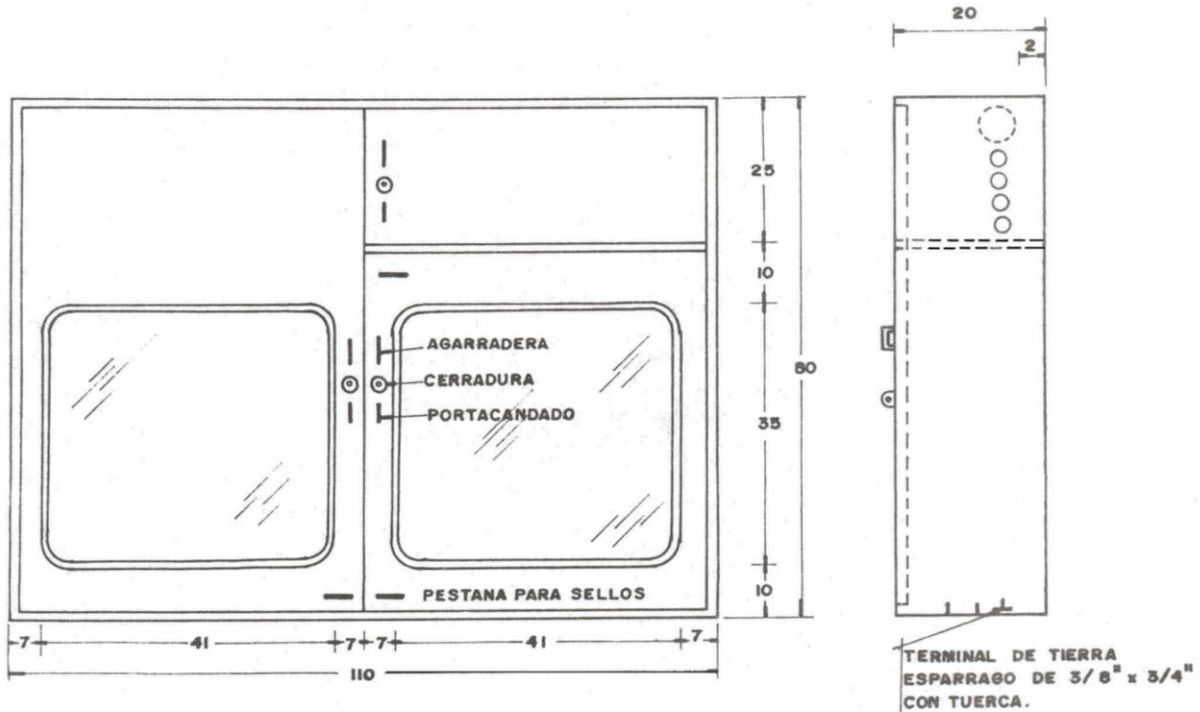 20
2
25
10
AGARRADERA
CERRADURA
80
PORTACANDADO
35
10
PESTANA PARA SELLOS
7 41 7 7 41 7
110
TERMINAL DE TIERRA
ESPARRAGO DE 3/8" x 3/4"
CON TUERCA.